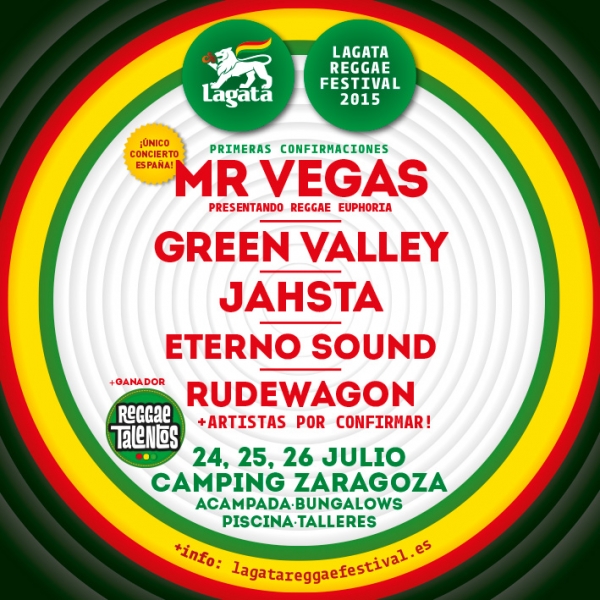 Lagata
LAGATA
REGGAE
FESTIVAL
2015
¡ÚNICO
CONCIERTO
ESPAÑA!
PRIMERAS CONFIRMACIONES
MR VEGAS
PRESENTANDO REGGAE EUPHORIA
GREEN VALLEY
JAHSTA
ETERNO SOUND
RUDEWAGON
+GANADOR
REGGAE
TALENTOS
+ARTISTAS POR CONFIRMAR!
24, 25, 26 JULIO
CAMPING ZARAGOZA
ACAMPADA·BUNGALOWS
PISCINA·TALLERES
+info: lagatareggaefestival.es